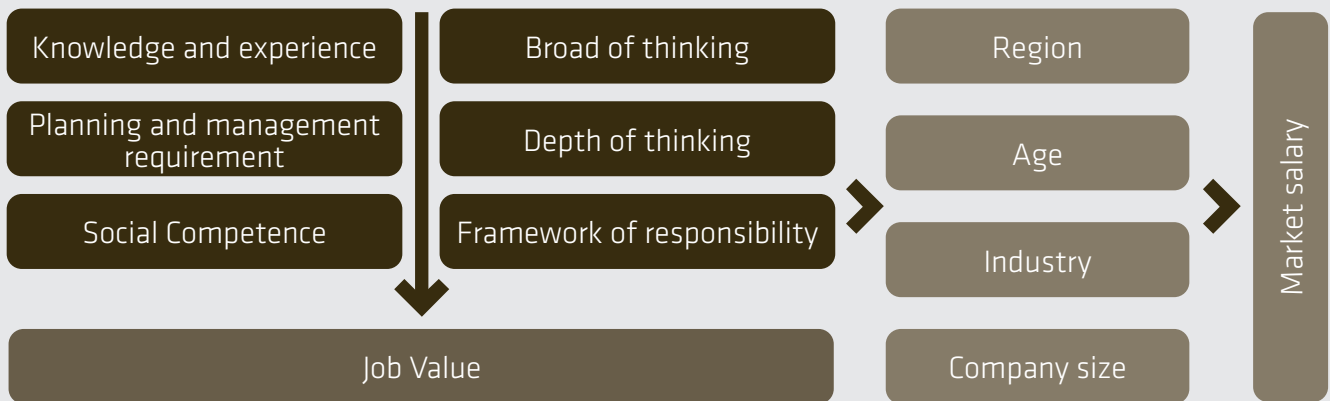 Knowledge and experience
Planning and management
requirement
Social Competence
Broad of thinking
Depth of thinking
Framework of responsibility
Job Value
Region
Age
Industry
Company size
Market salary